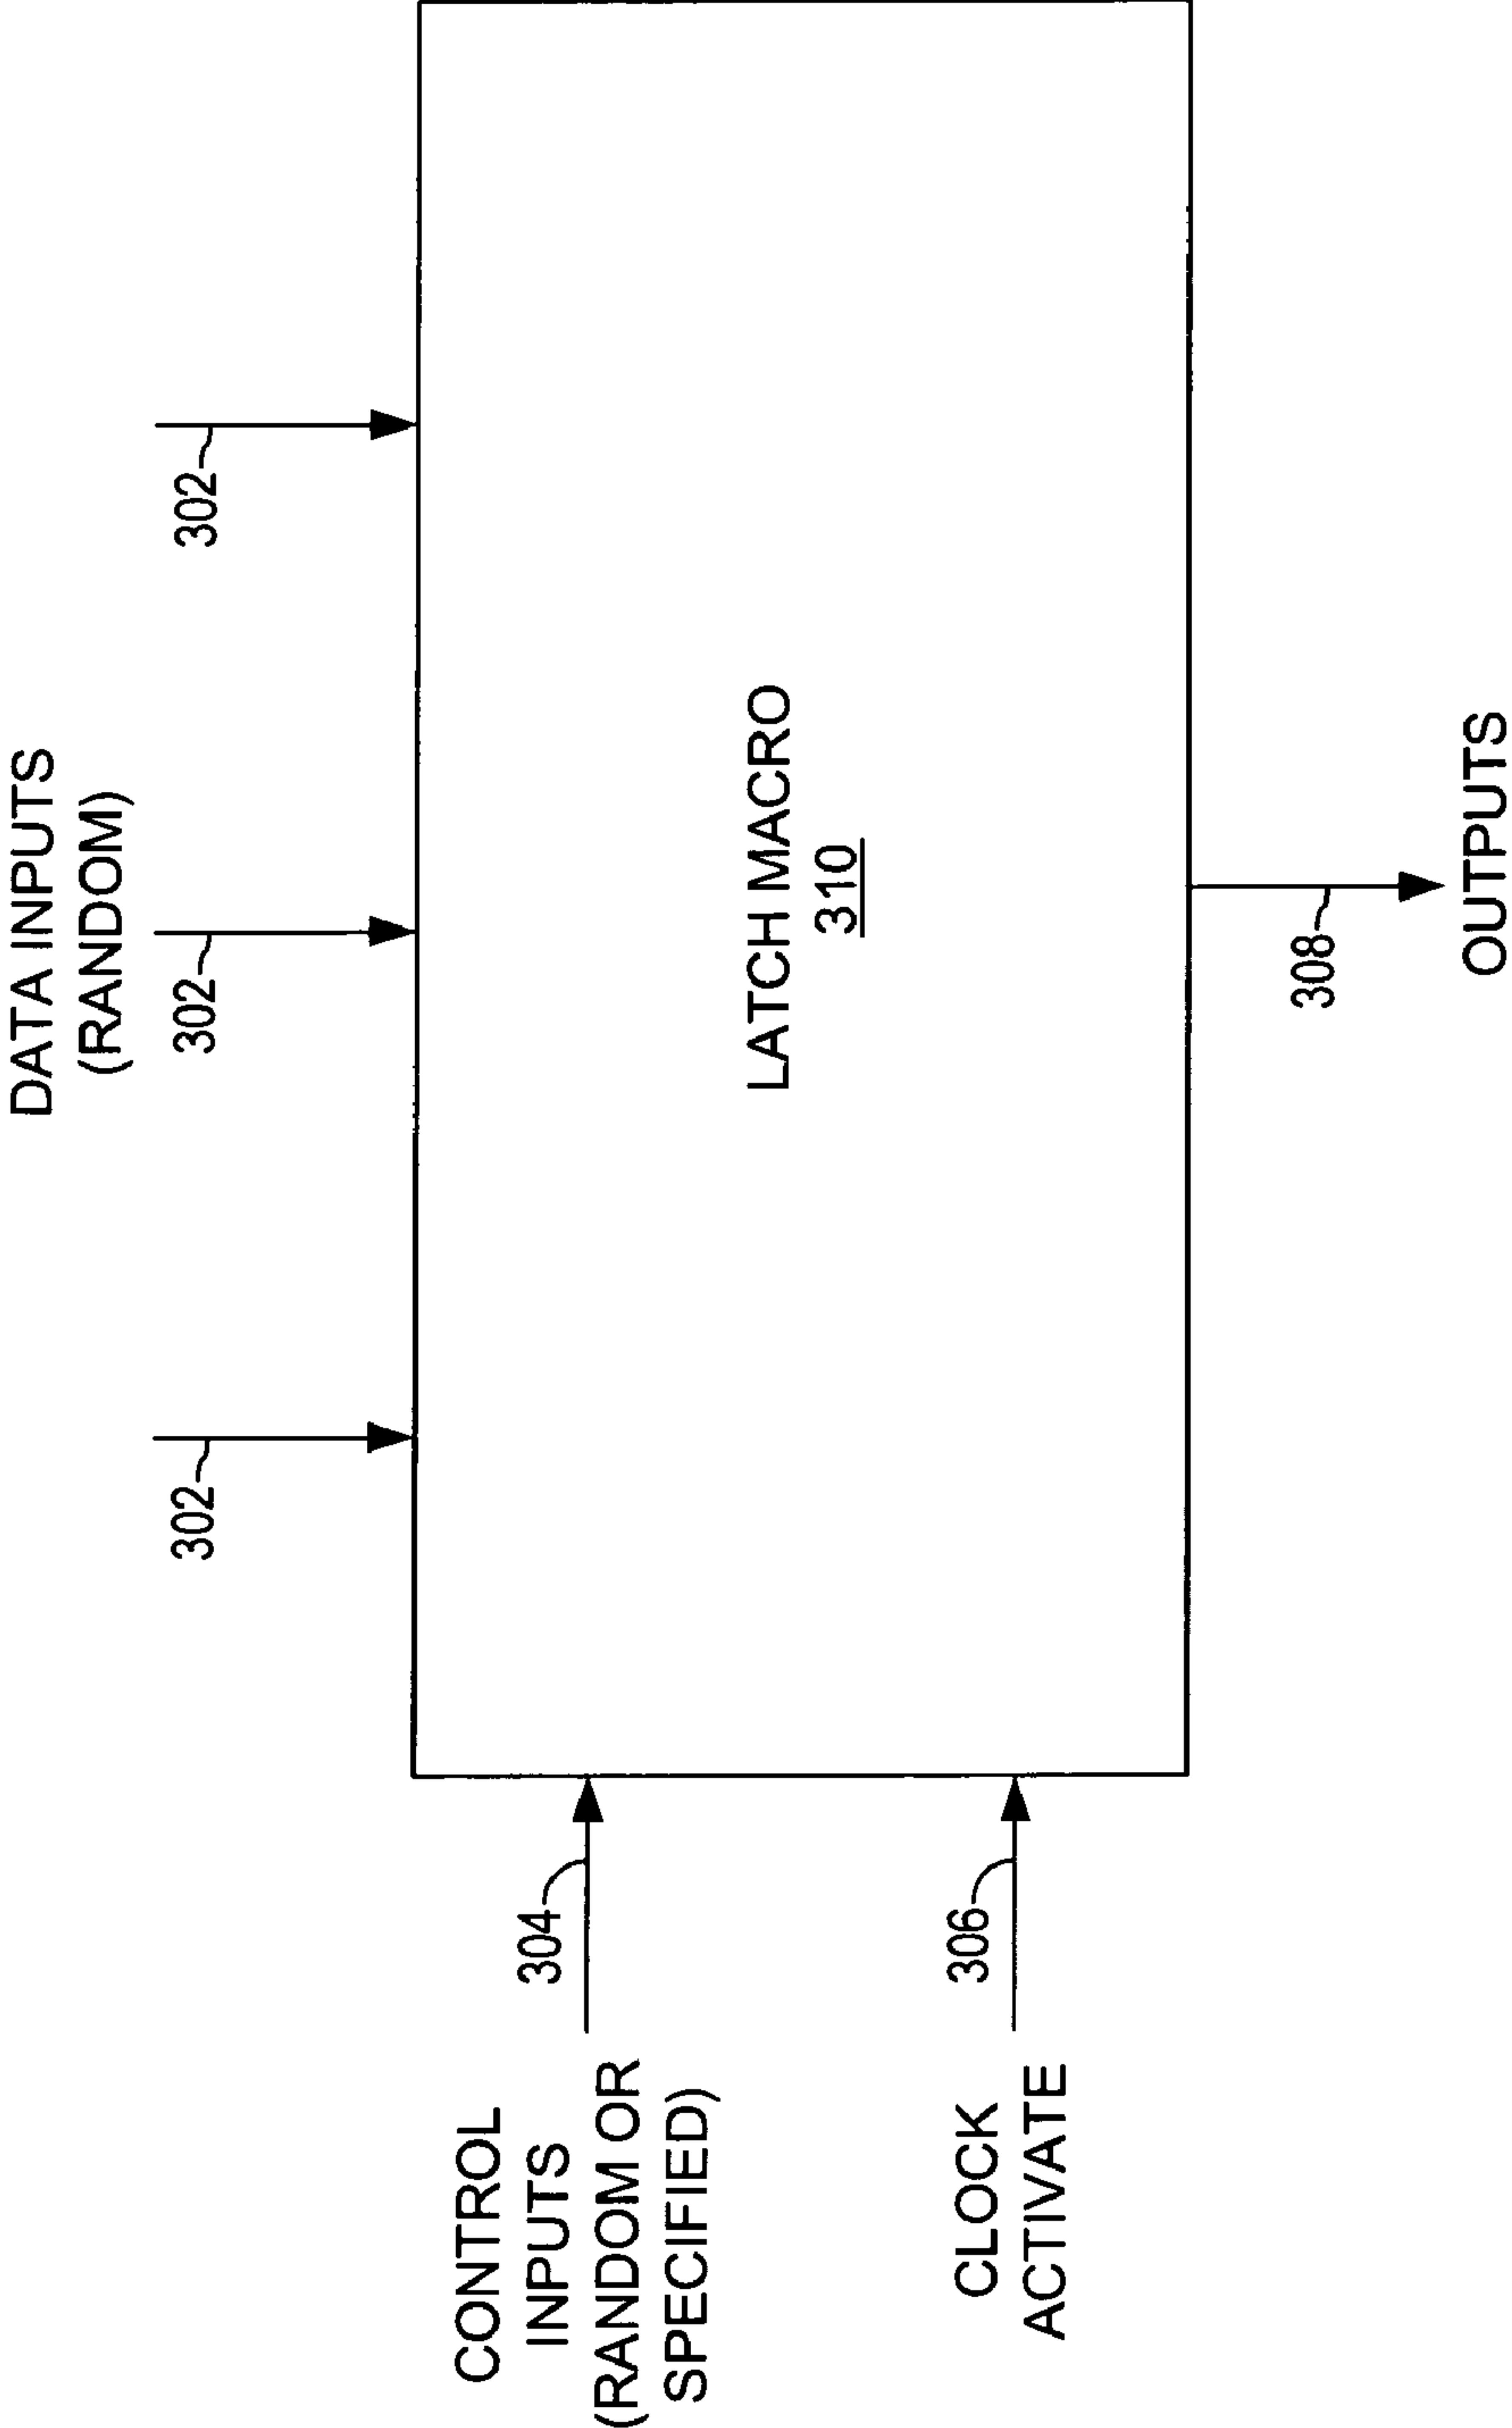 DATA INPUTS
(RANDOM)
302
302
302
CONTROL
INPUTS
(RANDOM OR
SPECIFIED)
304
LATCH MACRO
310
CLOCK
ACTIVATE
306
308
OUTPUTS